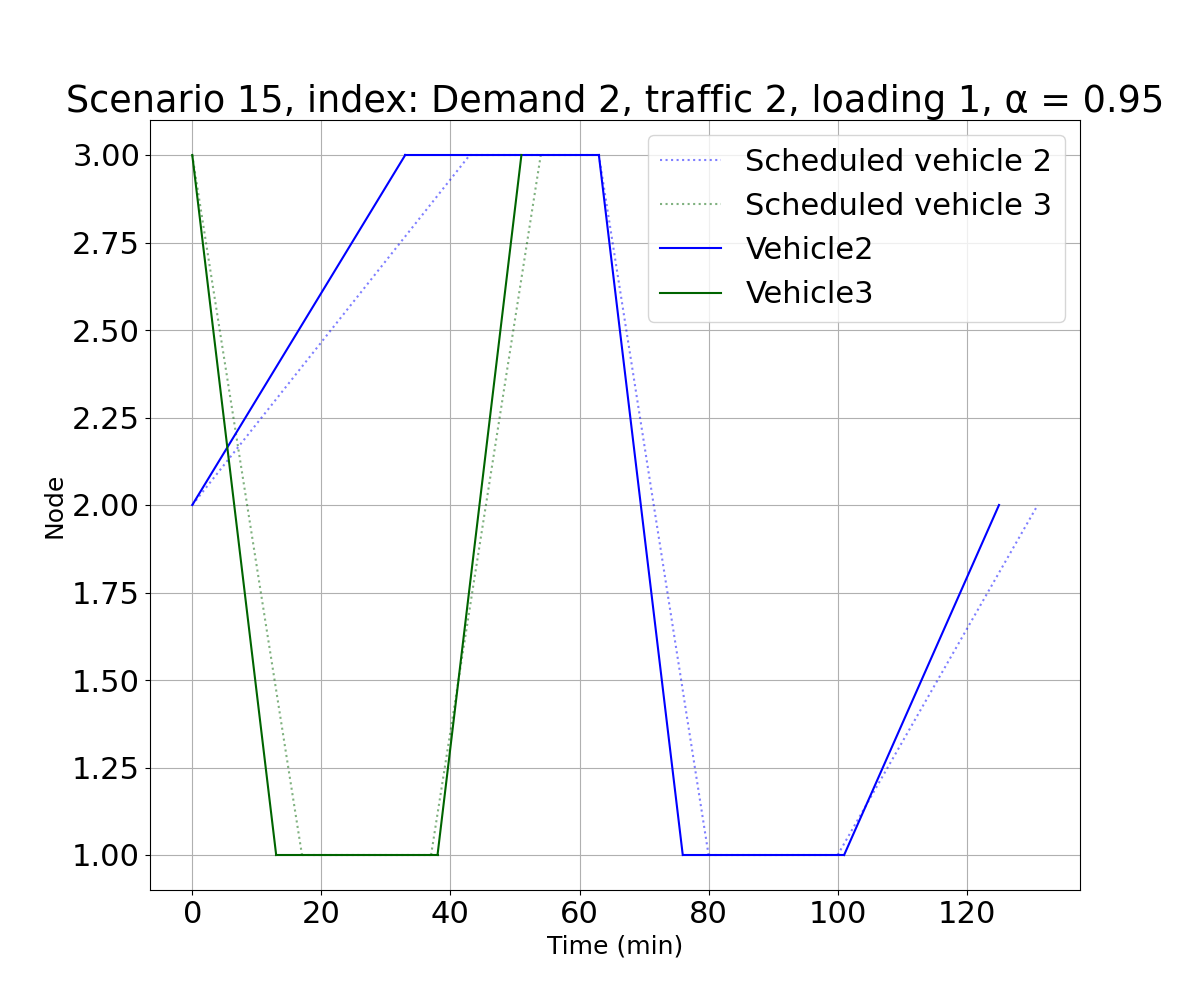 Scenario 15, index: Demand 2, traffic 2, loading 1, α = 0.95
3.00
2.75
2.50
2.25
2.00
1.75
1.50
1.25
1.00
Node
Scheduled vehicle 2
Scheduled vehicle 3
Vehicle2
Vehicle3
0 20 40 60 80 100 120
Time (min)